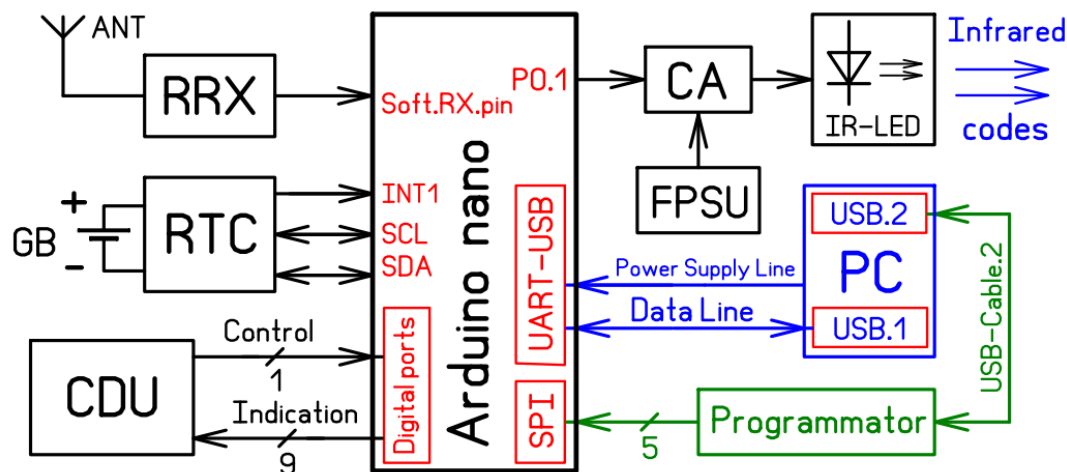 ANT
RRX
Soft.RX.pin
P0.1
CA
IR-LED
Infrared
codes
FPSU
+
GB
-
RTC
INT1
SCL
SDA
Arduino nano
UART-USB
Power Supply Line
Data Line
USB.2
PC
USB.1
USB-Cable.2
CDU
Control
1
Indication
9
Digital ports
SPI
5
Programmator